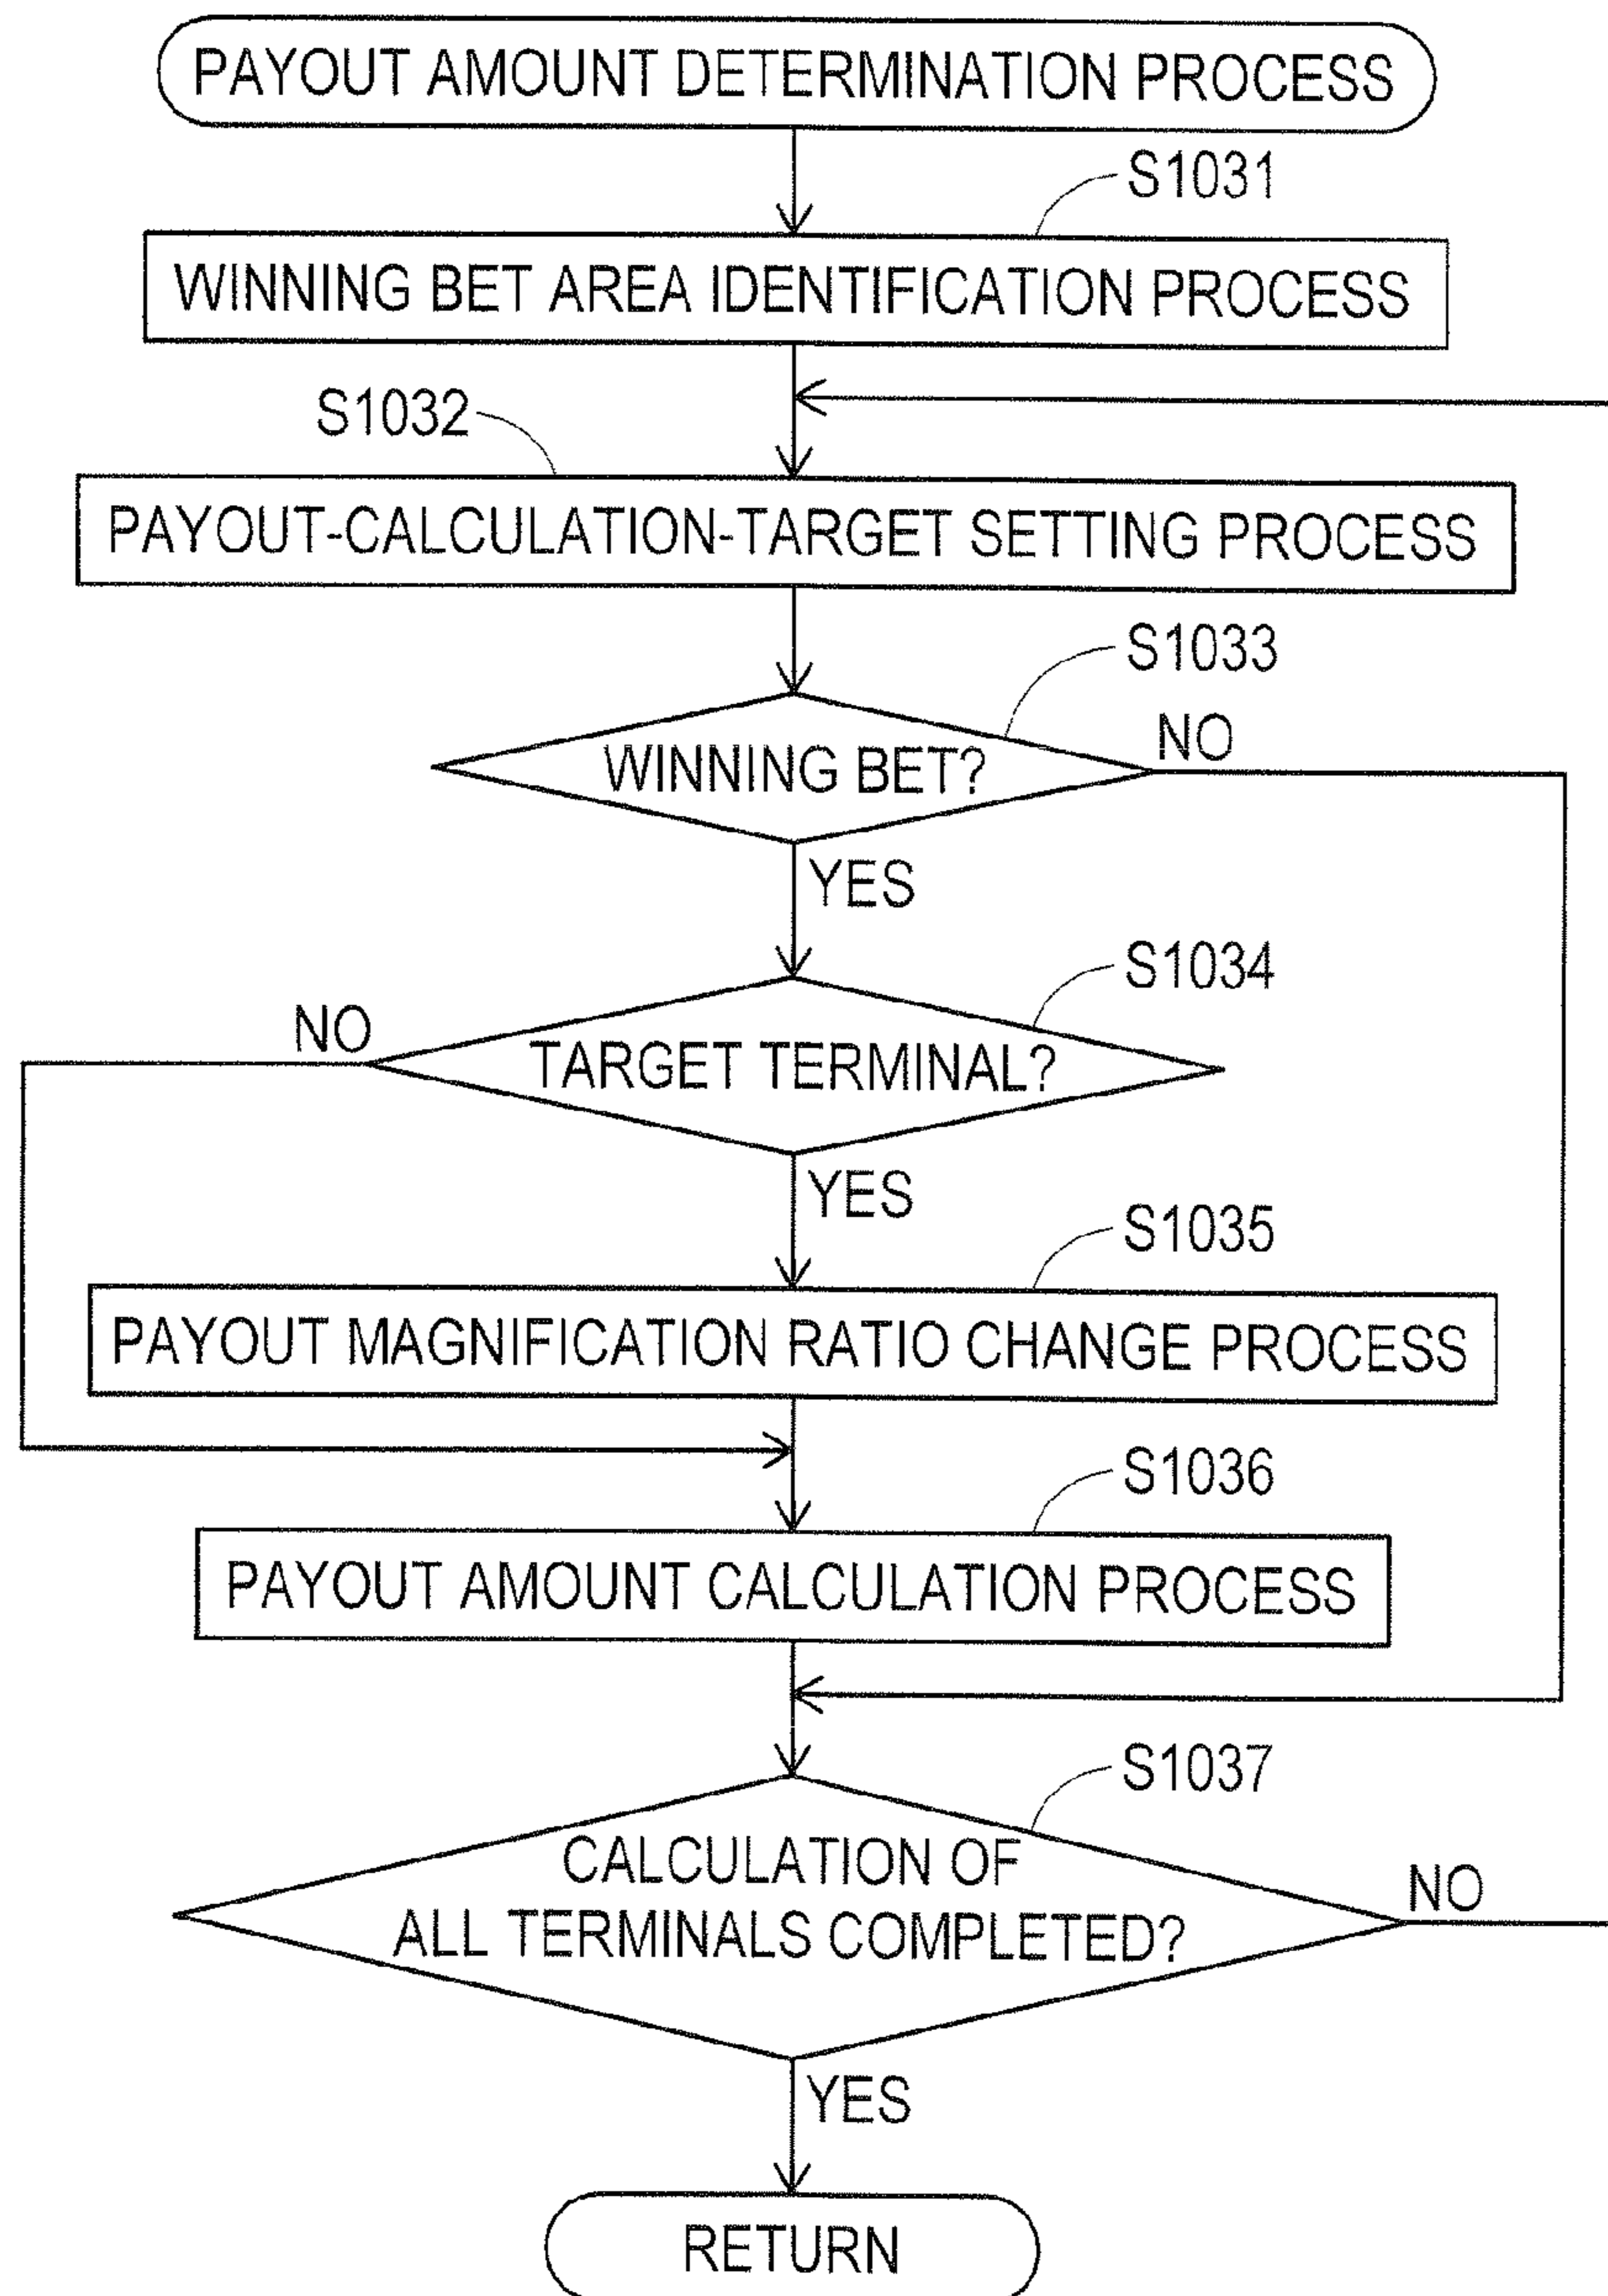 PAYOUT AMOUNT DETERMINATION PROCESS
S1031
WINNING BET AREA IDENTIFICATION PROCESS
S1032
PAYOUT-CALCULATION-TARGET SETTING PROCESS
S1033
WINNING BET?
NO
YES
S1034
NO
TARGET TERMINAL?
YES
S1035
PAYOUT MAGNIFICATION RATIO CHANGE PROCESS
S1036
PAYOUT AMOUNT CALCULATION PROCESS
S1037
CALCULATION OF
ALL TERMINALS COMPLETED?
NO
YES
RETURN